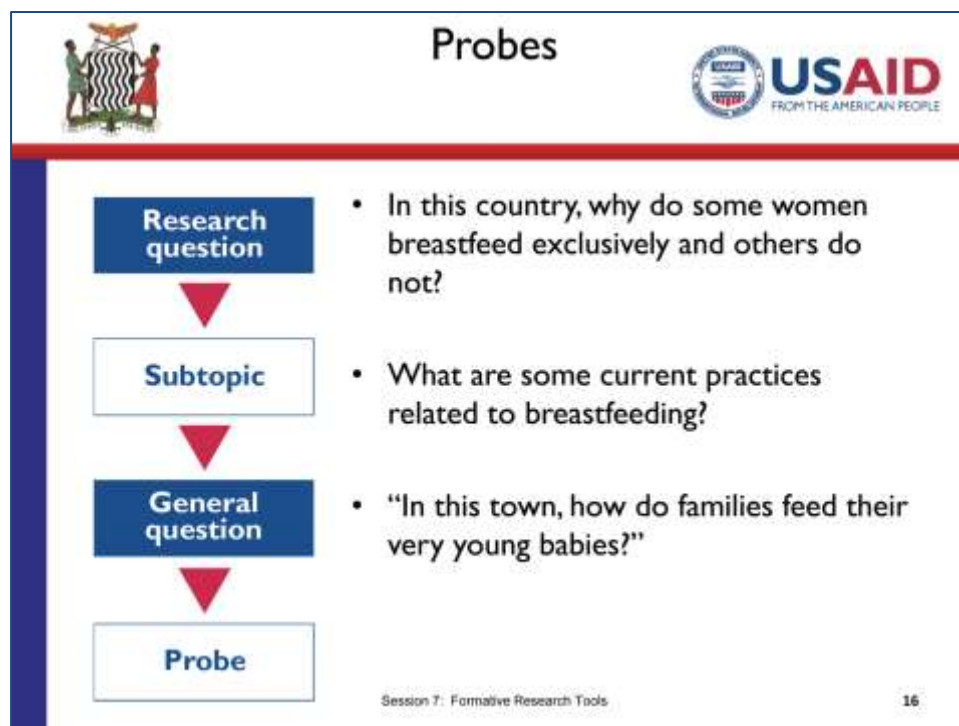 Probes
USAID
FROM THE AMERICAN PEOPLE
Research
question
• In this country, why do some women
breastfeed exclusively and others do
not?
Subtopic
• What are some current practices
related to breastfeeding?
General
question
• “In this town, how do families feed their
very young babies?”
Probe
Session 7: Formative Research Tools
16